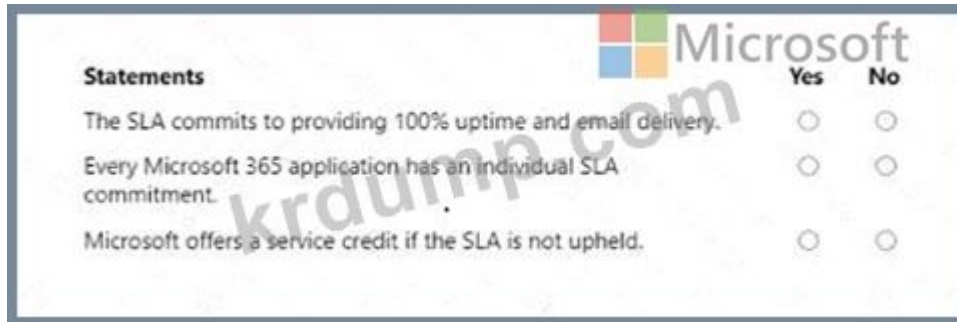 Microsoft
Statements Yes No
The SLA commits to providing 100% uptime and email delivery.
Every Microsoft 365 application has an individual SLA
commitment.
Microsoft offers a service credit if the SLA is not upheld.
krdump.com